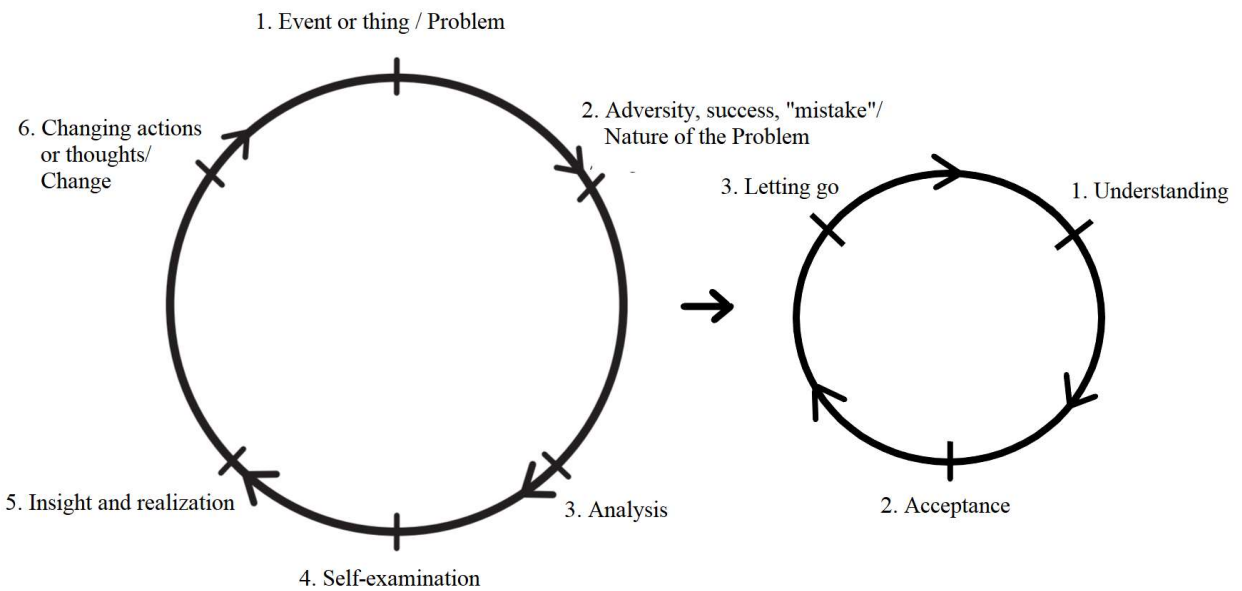 1. Event or thing / Problem
2. Adversity, success, "mistake"/
Nature of the Problem
3. Analysis
4. Self-examination
5. Insight and realization
6. Changing actions
or thoughts/
Change
1. Understanding
2. Acceptance
3. Letting go